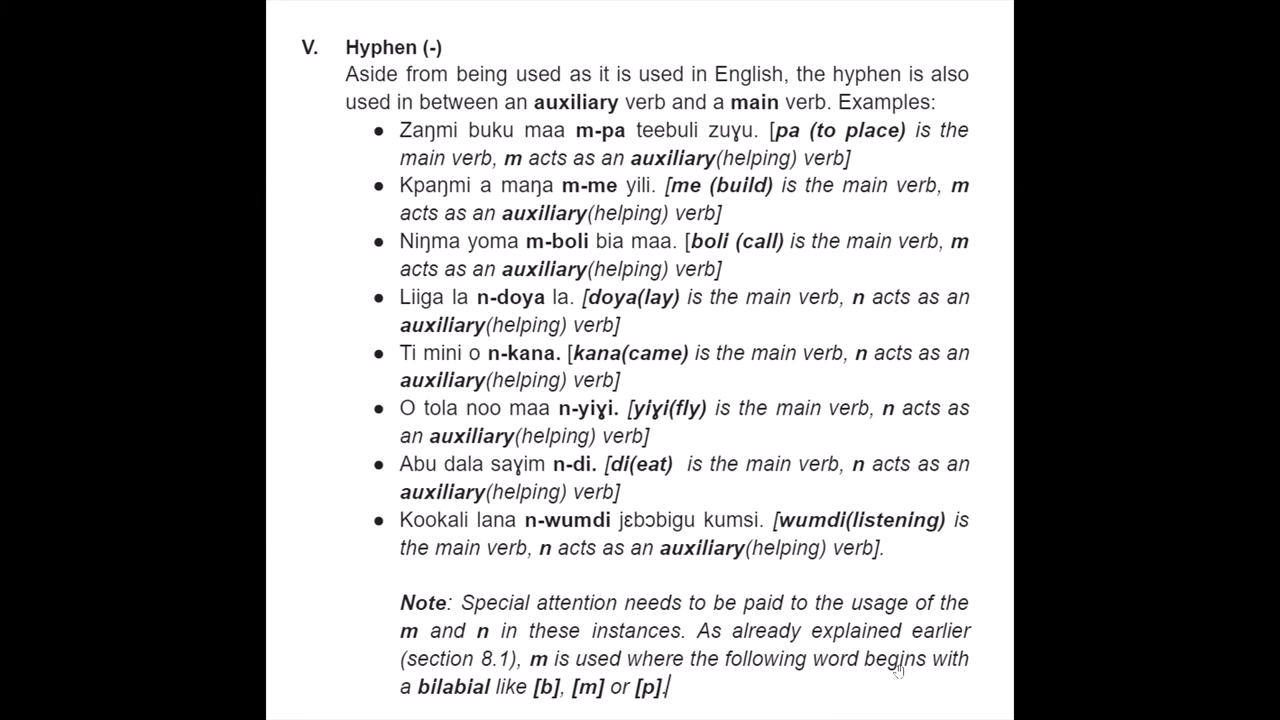 V. Hyphen (-)
Aside from being used as it is used in English, the hyphen is also
used in between an auxiliary verb and a main verb. Examples:
● Zaŋmi buku maa m-pa teebuli zuɣu. [pa (to place) is the
main verb, m acts as an auxiliary(helping) verb]
● Kpaŋmi a maŋa m-me yili. [me (build) is the main verb, m
acts as an auxiliary(helping) verb]
● Niŋma yoma m-boli bia maa. [boli (call) is the main verb, m
acts as an auxiliary(helping) verb]
● Liiga la n-doya la. [doya(lay) is the main verb, n acts as an
auxiliary(helping) verb]
● Ti mini o n-kana. [kana(came) is the main verb, n acts as an
auxiliary(helping) verb]
● O tola noo maa n-yiɣi. [yiɣi(fly) is the main verb, n acts as
an auxiliary(helping) verb]
● Abu dala saɣim n-di. [di(eat) is the main verb, n acts as an
auxiliary(helping) verb]
● Kookali lana n-wumdi jɛbɔbigu kumsi. [wumdi(listening) is
the main verb, n acts as an auxiliary(helping) verb].
Note: Special attention needs to be paid to the usage of the
m and n in these instances. As already explained earlier
(section 8.1), m is used where the following word begins with
a bilabial like [b], [m] or [p].